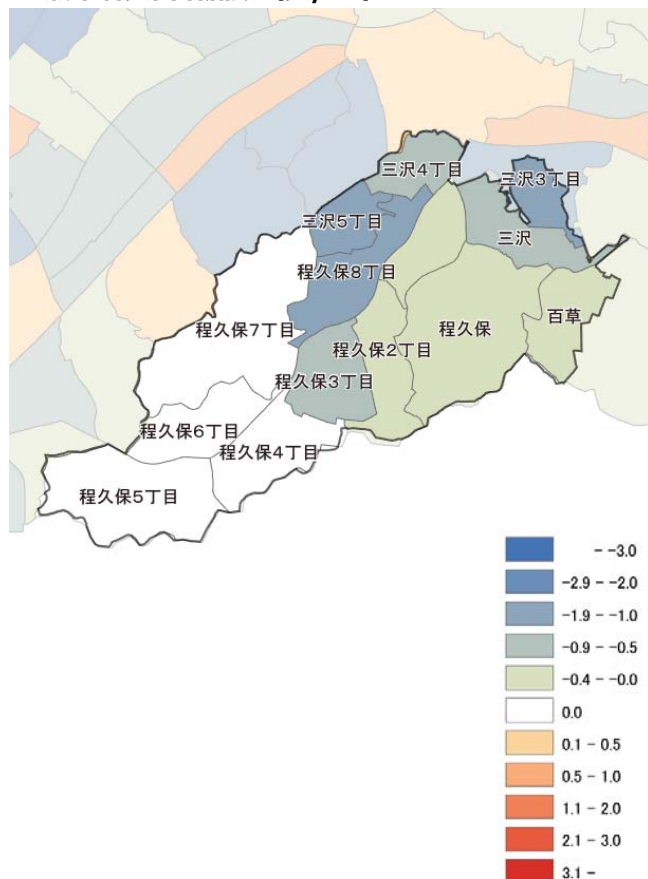 三沢4丁目
三沢3丁目
三沢5丁目
三沢
程久保8丁目
程久保7丁目
程久保2丁目
程久保
百草
程久保3丁目
程久保6丁目
程久保4丁目
程久保5丁目
- -3.0
-2.9 - -2.0
-1.9 - -1.0
-0.9 - -0.5
-0.4 - -0.0
0.0
0.1 - 0.5
0.5 - 1.0
1.1 - 2.0
2.1 - 3.0
3.1 -